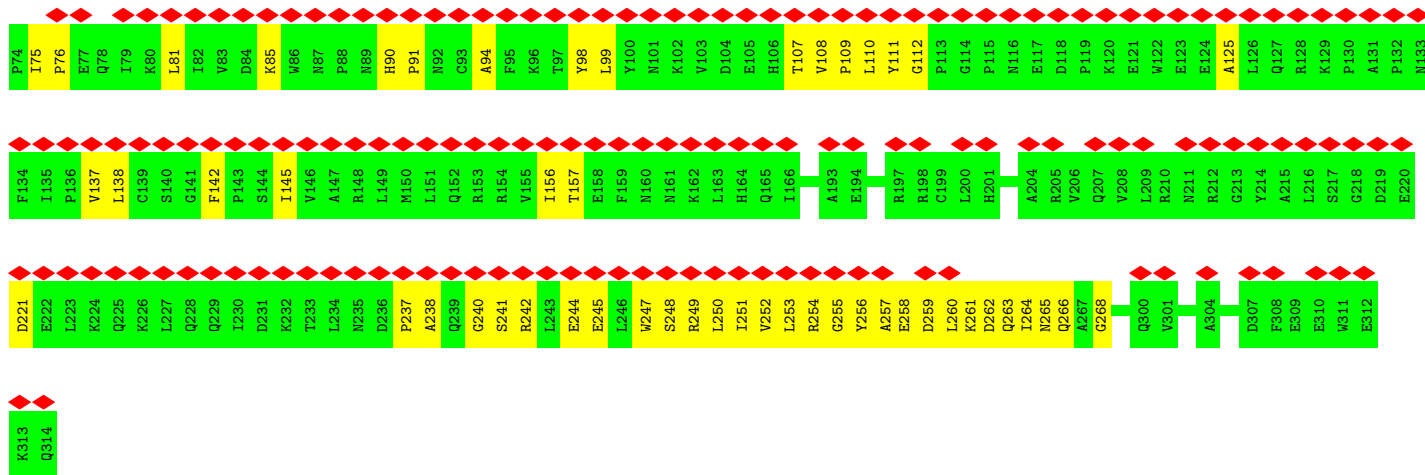 P74 I75 P76 E77 Q78 I79 K80 L81 I82 V83 D84 K85 W86 N87 P88 N89 H90 P91 N92 C93 A94 F95 K96 T97 Y98 L99 Y100 N101 K102 V103 D104 E105 H106 T107 V108 P109 L110 Y111 G112 P113 G114 P115 N116 E117 D118 P119 K120 E121 W122 E123 E124 A125 L126 Q127 R128 K129 P130 A131 P132 N133
F134 I135 P136 V137 L138 C139 S140 G141 F142 P143 S144 I145 V146 A147 R148 L149 M150 L151 Q152 R153 R154 V155 I156 T157 E158 F159 N160 N161 K162 L163 H164 Q165 I166 A193 E194 R197 R198 C199 L200 H201 A204 R205 V206 Q207 V208 L209 R210 N211 R212 G213 Y214 A215 L216 S217 G218 D219 E220
D221 E222 L223 K224 Q225 K226 L227 Q228 Q229 I230 D231 K232 T233 L234 N235 D236 P237 A238 Q239 G240 S241 R242 L243 E244 E245 L246 W247 S248 R249 L250 I251 V252 L253 R254 G255 Y256 A257 E258 D259 L260 K261 D262 Q263 I264 N265 Q266 A267 G268 Q300 V301 A304 D307 F308 E309 E310 W311 E312
K313 Q314